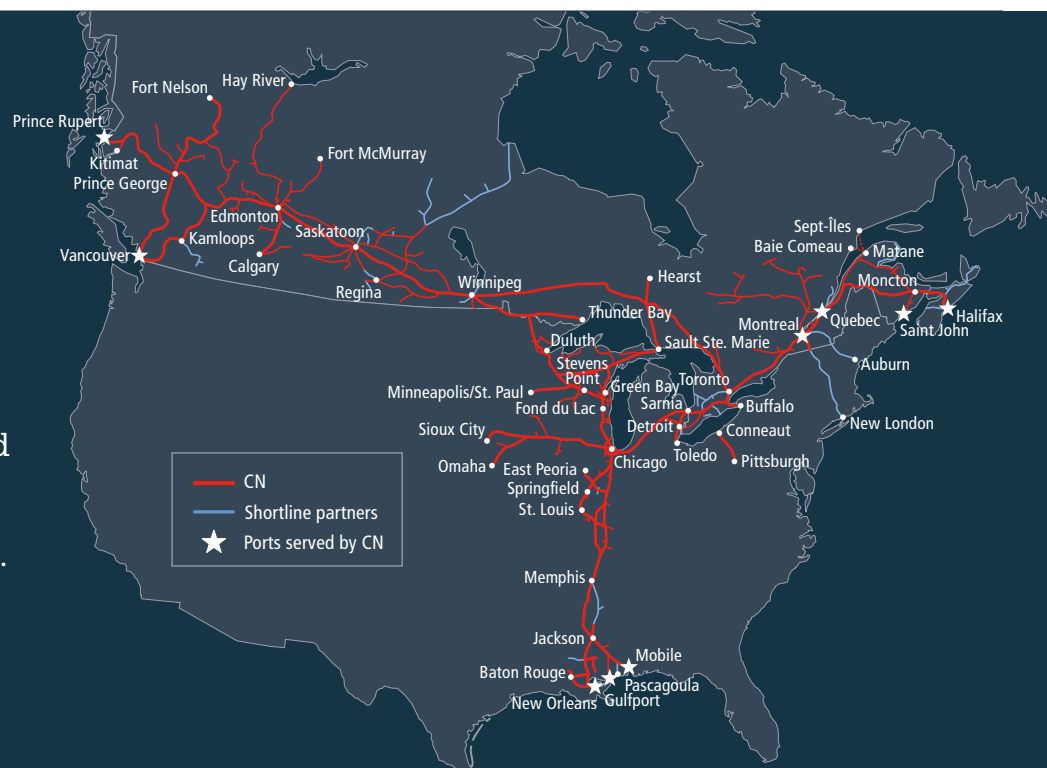 Fort Nelson
Hay River
Prince Rupert
Fort McMurray
Kitimat
Prince George
Edmonton
Saskatoon
Kamloops
Vancouver
Calgary
Regina
Winnipeg
Hearst
Sept-Îles
Baie Comeau
Matane
Moncton
Thunder Bay
Montreal
Quebec
Halifax
Saint John
Sault Ste. Marie
Duluth
Stevens
Point
Auburn
Minneapolis/St. Paul
Green Bay
Toronto
Fond du Lac
Sarnia
Buffalo
New London
Sioux City
Detroit
Conneaut
Omaha
Chicago
Toledo
Pittsburgh
East Peoria
Springfield
St. Louis
d
.
CN
Shortline partners
Ports served by CN
Memphis
Jackson
Mobile
Baton Rouge
Pascagoula
New Orleans
Gulfport